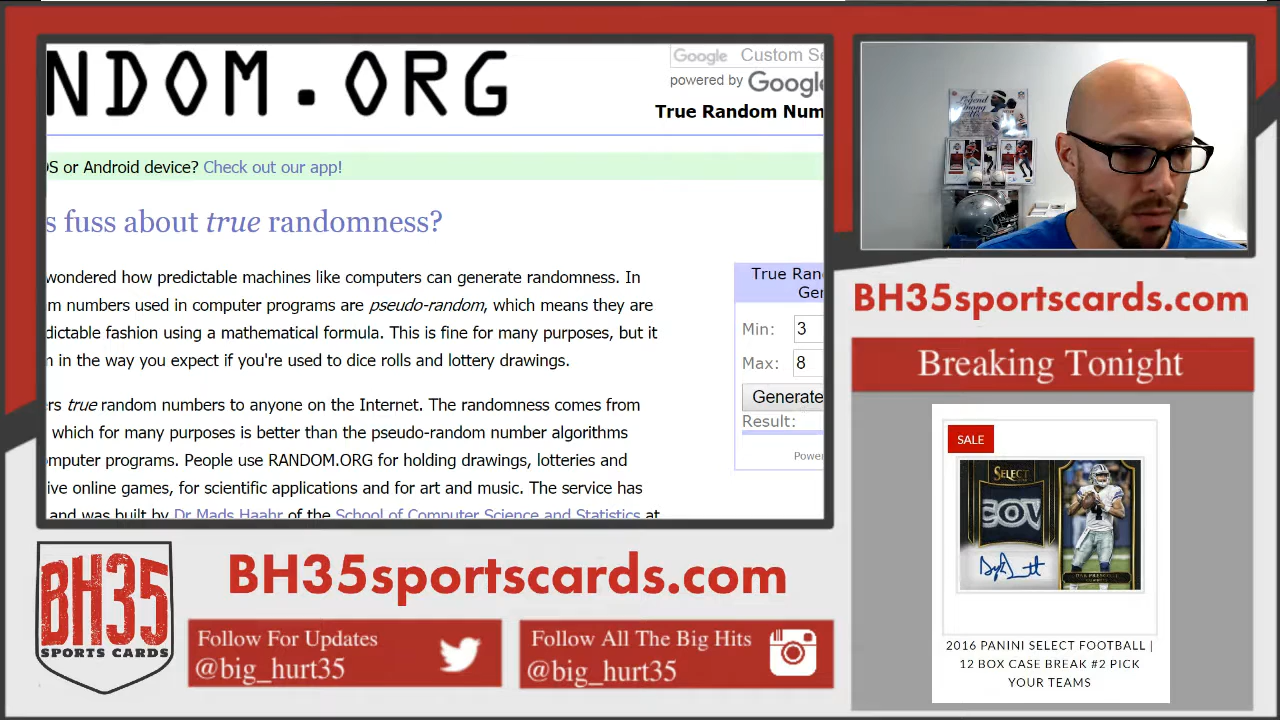 NDOM.ORG
Google Custom Se
powered by Google
True Random Num
OS or Android device? Check out our app!
s fuss about true randomness?
wondered how predictable machines like computers can generate randomness. In
m numbers used in computer programs are pseudo-random, which means they are
dictable fashion using a mathematical formula. This is fine for many purposes, but it
m in the way you expect if you're used to dice rolls and lottery drawings.
ers true random numbers to anyone on the Internet. The randomness comes from
which for many purposes is better than the pseudo-random number algorithms
omputer programs. People use RANDOM.ORG for holding drawings, lotteries and
ive online games, for scientific applications and for art and music. The service has
and was built by Dr Mads Haahr of the School of Computer Science and Statistics at
True Ran
Ger
Min: 3
Max: 8
Generate
Result:
Power
BH35sportscards.com
Breaking Tonight
SALE
SELECT
COV
4
DAK PRESCOTT
2016 PANINI SELECT FOOTBALL |
12 BOX CASE BREAK #2 PICK
YOUR TEAMS
BH35
SPORTS CARDS
BH35sportscards.com
Follow For Updates
@big_hurt35
Follow All The Big Hits
@big_hurt35